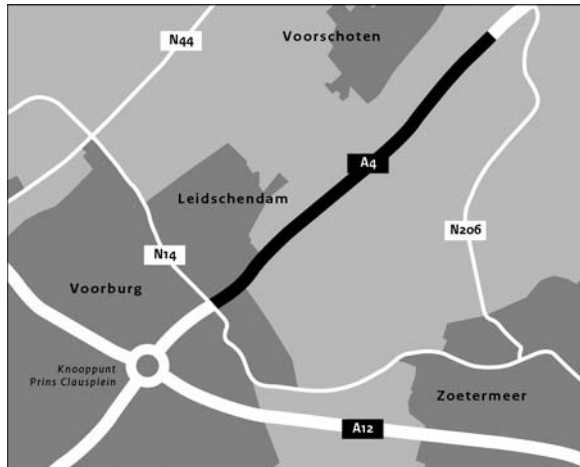 Voorschoten
N44
A4
Leidschendam
N206
N14
Voorburg
Knooppunt
Prins Clausplein
Zoetermeer
A12